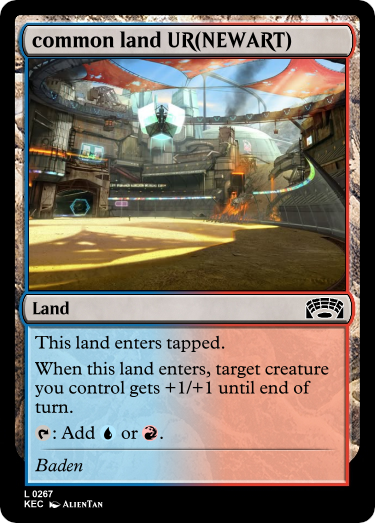 common land UR(NEWART)
Land
This land enters tapped.
When this land enters, target creature
you control gets +1/+1 until end of
turn.
: Add or .
Baden
L 0267
KEC AlienTan